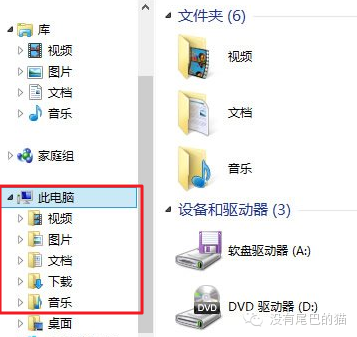 库
视频
图片
文档
音乐
家庭组
此电脑
视频
图片
文档
下载
音乐
桌面
文件夹 (6)
视频
文档
音乐
设备和驱动器 (3)
软盘驱动器 (A:)
DVD
DVD 驱动器 (D:)
没有尾巴的猫